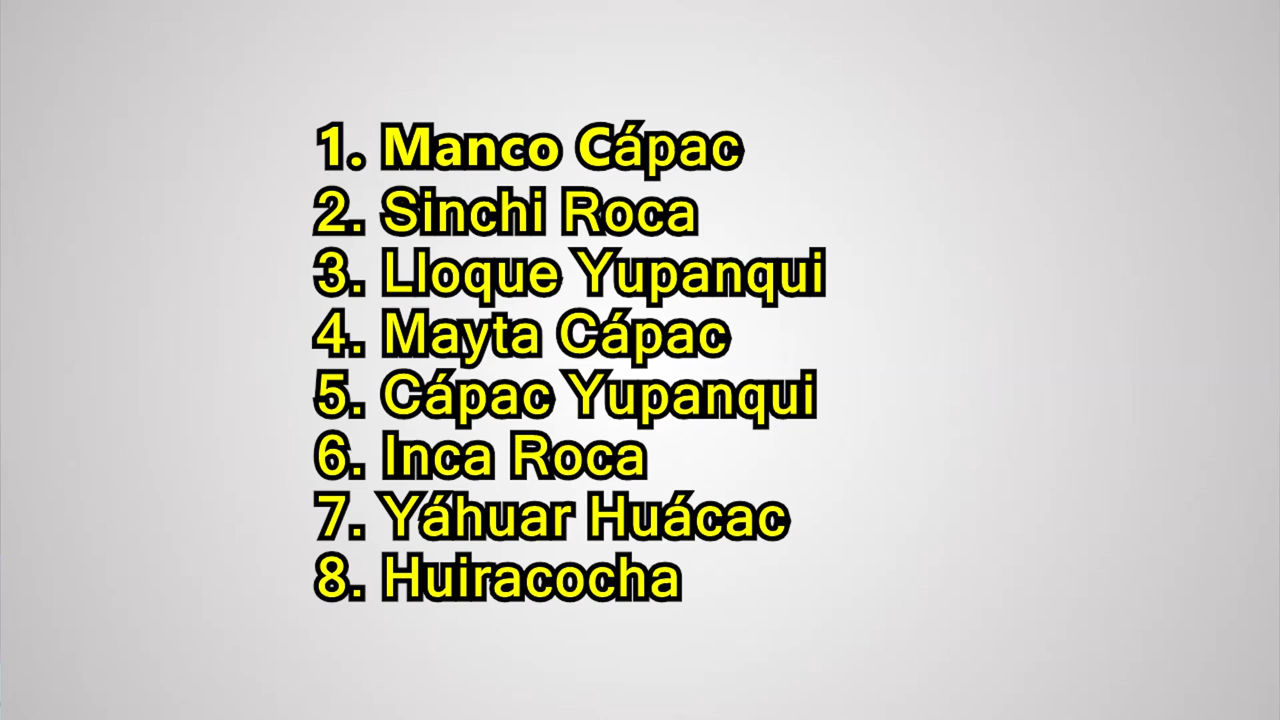 1. Manco Cápac
2. Sinchi Roca
3. Lloque Yupanqui
4. Mayta Cápac
5. Cápac Yupanqui
6. Inca Roca
7. Yáhuar Huácac
8. Huiracocha